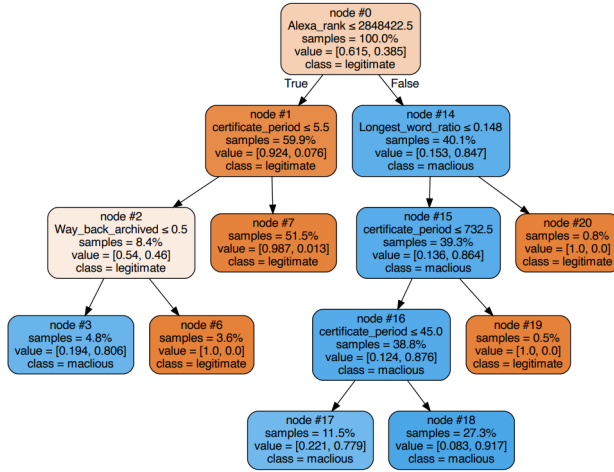 node #0
Alexa_rank ≤ 2848422.5
samples = 100.0%
value = [0.615, 0.385]
class = legitimate
True
False
node #1
certificate_period ≤ 5.5
samples = 59.9%
value = [0.924, 0.076]
class = legitimate
node #14
Longest_word_ratio ≤ 0.148
samples = 40.1%
value = [0.153, 0.847]
class = maclious
node #2
Way_back_archived ≤ 0.5
samples = 8.4%
value = [0.54, 0.46]
class = legitimate
node #7
samples = 51.5%
value = [0.987, 0.013]
class = legitimate
node #15
certificate_period ≤ 732.5
samples = 39.3%
value = [0.136, 0.864]
class = maclious
node #20
samples = 0.8%
value = [1.0, 0.0]
class = legitimate
node #3
samples = 4.8%
value = [0.194, 0.806]
class = maclious
node #6
samples = 3.6%
value = [1.0, 0.0]
class = legitimate
node #16
certificate_period ≤ 45.0
samples = 38.8%
value = [0.124, 0.876]
class = maclious
node #19
samples = 0.5%
value = [1.0, 0.0]
class = legitimate
node #17
samples = 11.5%
value = [0.221, 0.779]
class = maclious
node #18
samples = 27.3%
value = [0.083, 0.917]
class = maclious